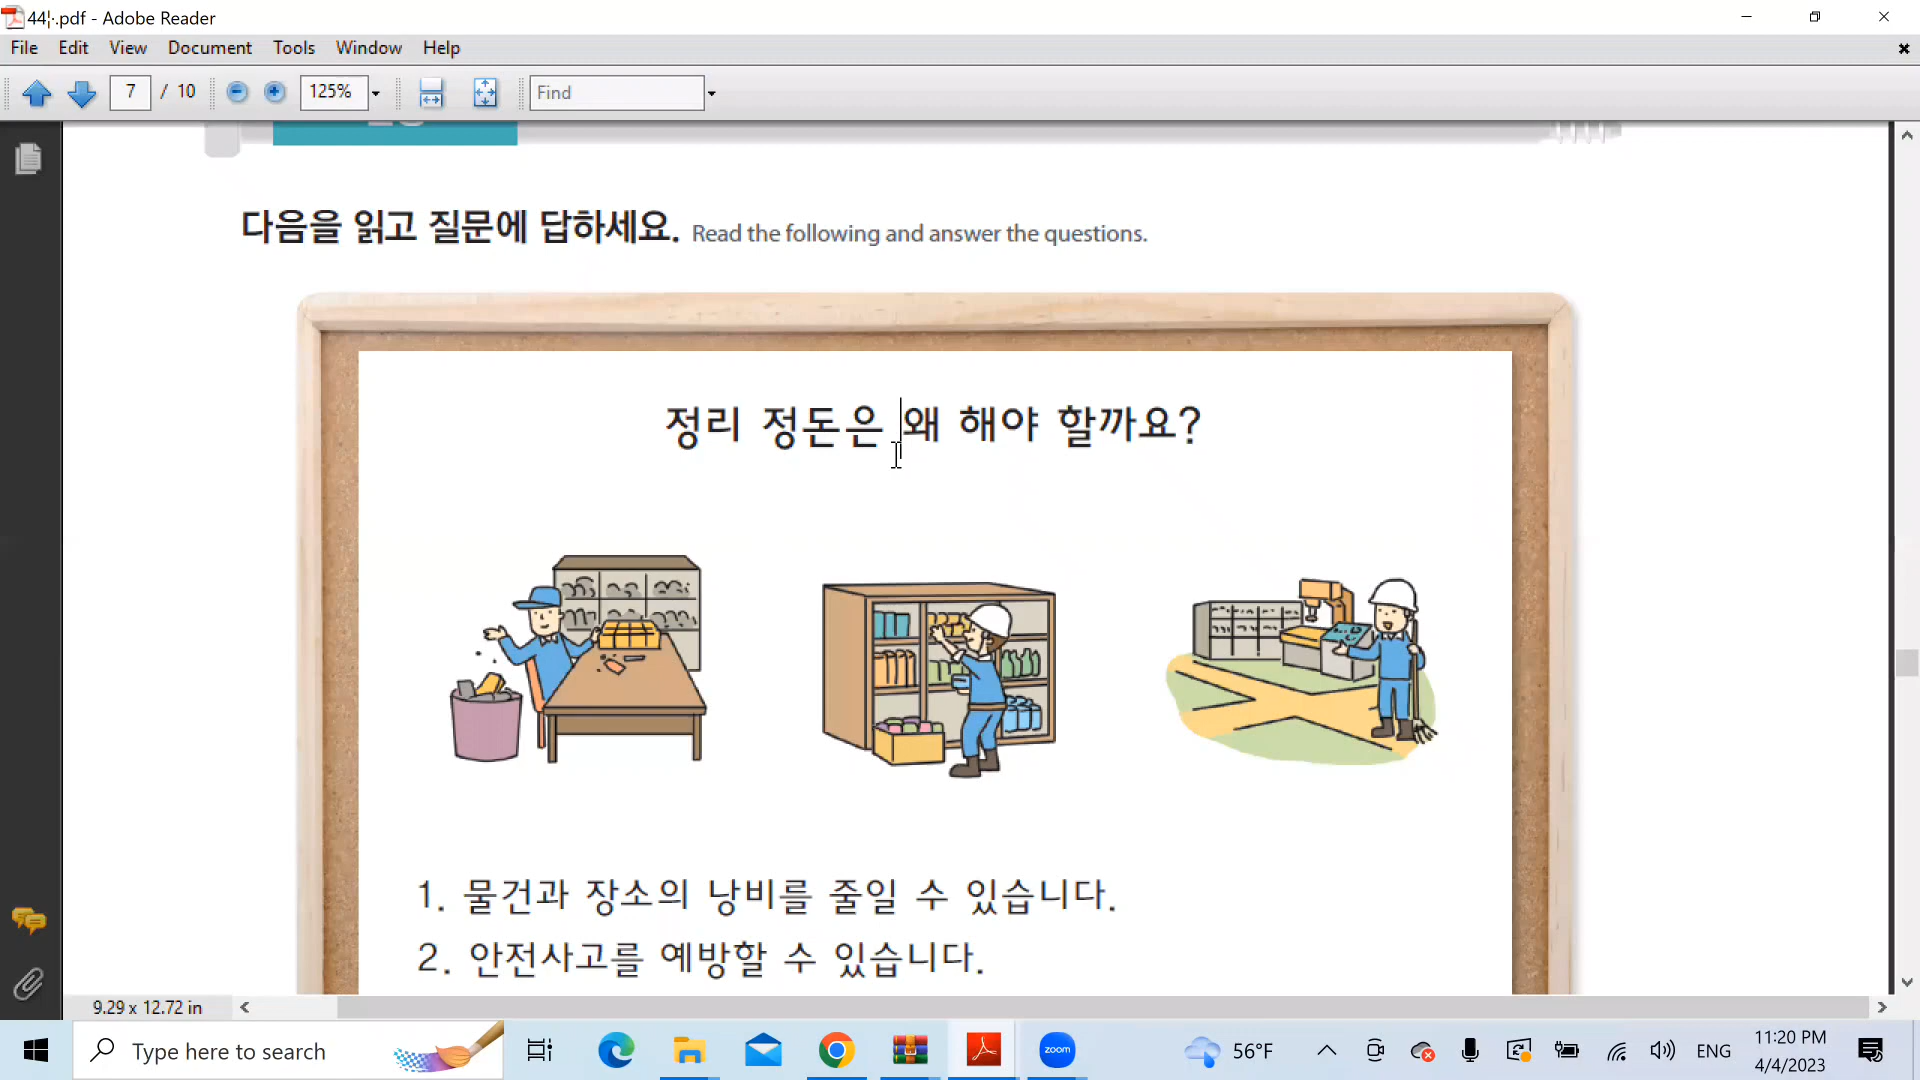 44¦·.pdf - Adobe Reader
File Edit View Document Tools Window Help
7 / 10 125% Find
다음을 읽고 질문에 답하세요. Read the following and answer the questions.
정리 정돈은 왜 해야 할까요?
1. 물건과 장소의 낭비를 줄일 수 있습니다.
2. 안전사고를 예방할 수 있습니다.
9.29 x 12.72 in
Type here to search
zoom
56°F
ENG
11:20 PM
4/4/2023